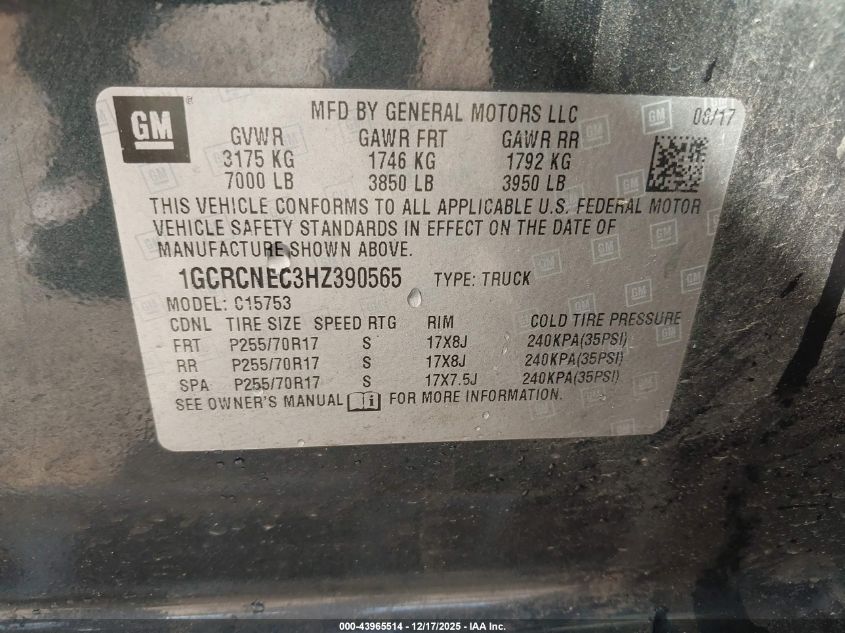 GM
MFD BY GENERAL MOTORS LLC 06/17
GVWR GAWR FRT GAWR RR
3175 KG 1746 KG 1792 KG
7000 LB 3850 LB 3950 LB
THIS VEHICLE CONFORMS TO ALL APPLICABLE U.S. FEDERAL MOTOR
VEHICLE SAFETY STANDARDS IN EFFECT ON THE DATE OF
MANUFACTURE SHOWN ABOVE.
1GCRCNEC3HZ390565 TYPE: TRUCK
MODEL: C15753
CDNL TIRE SIZE SPEED RTG RIM COLD TIRE PRESSURE
FRT P255/70R17 S 17X8J 240KPA(35PSI)
RR P255/70R17 S 17X8J 240KPA(35PSI)
SPA P255/70R17 S 17X7.5J 240KPA(35PSI)
SEE OWNER'S MANUAL FOR MORE INFORMATION.
000-43965514 - 12/17/2025 - IAA Inc.